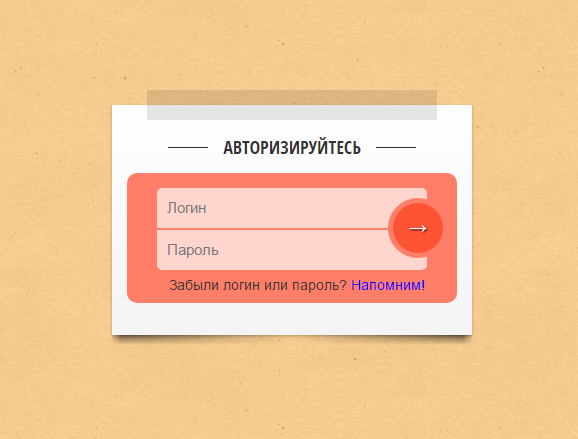 АВТОРИЗИРУЙТЕСЬ
Логин
Пароль
→
Забыли логин или пароль? Напомним!